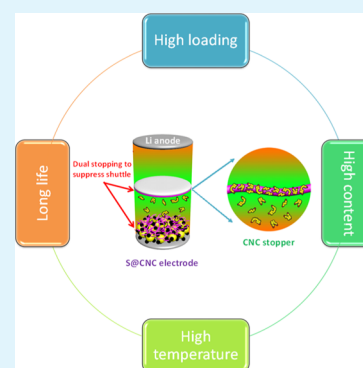 High loading
Li anode
Dual stopping to
suppress shuttle
Long life
High content
CNC stopper
S@CNC electrode
High
temperature